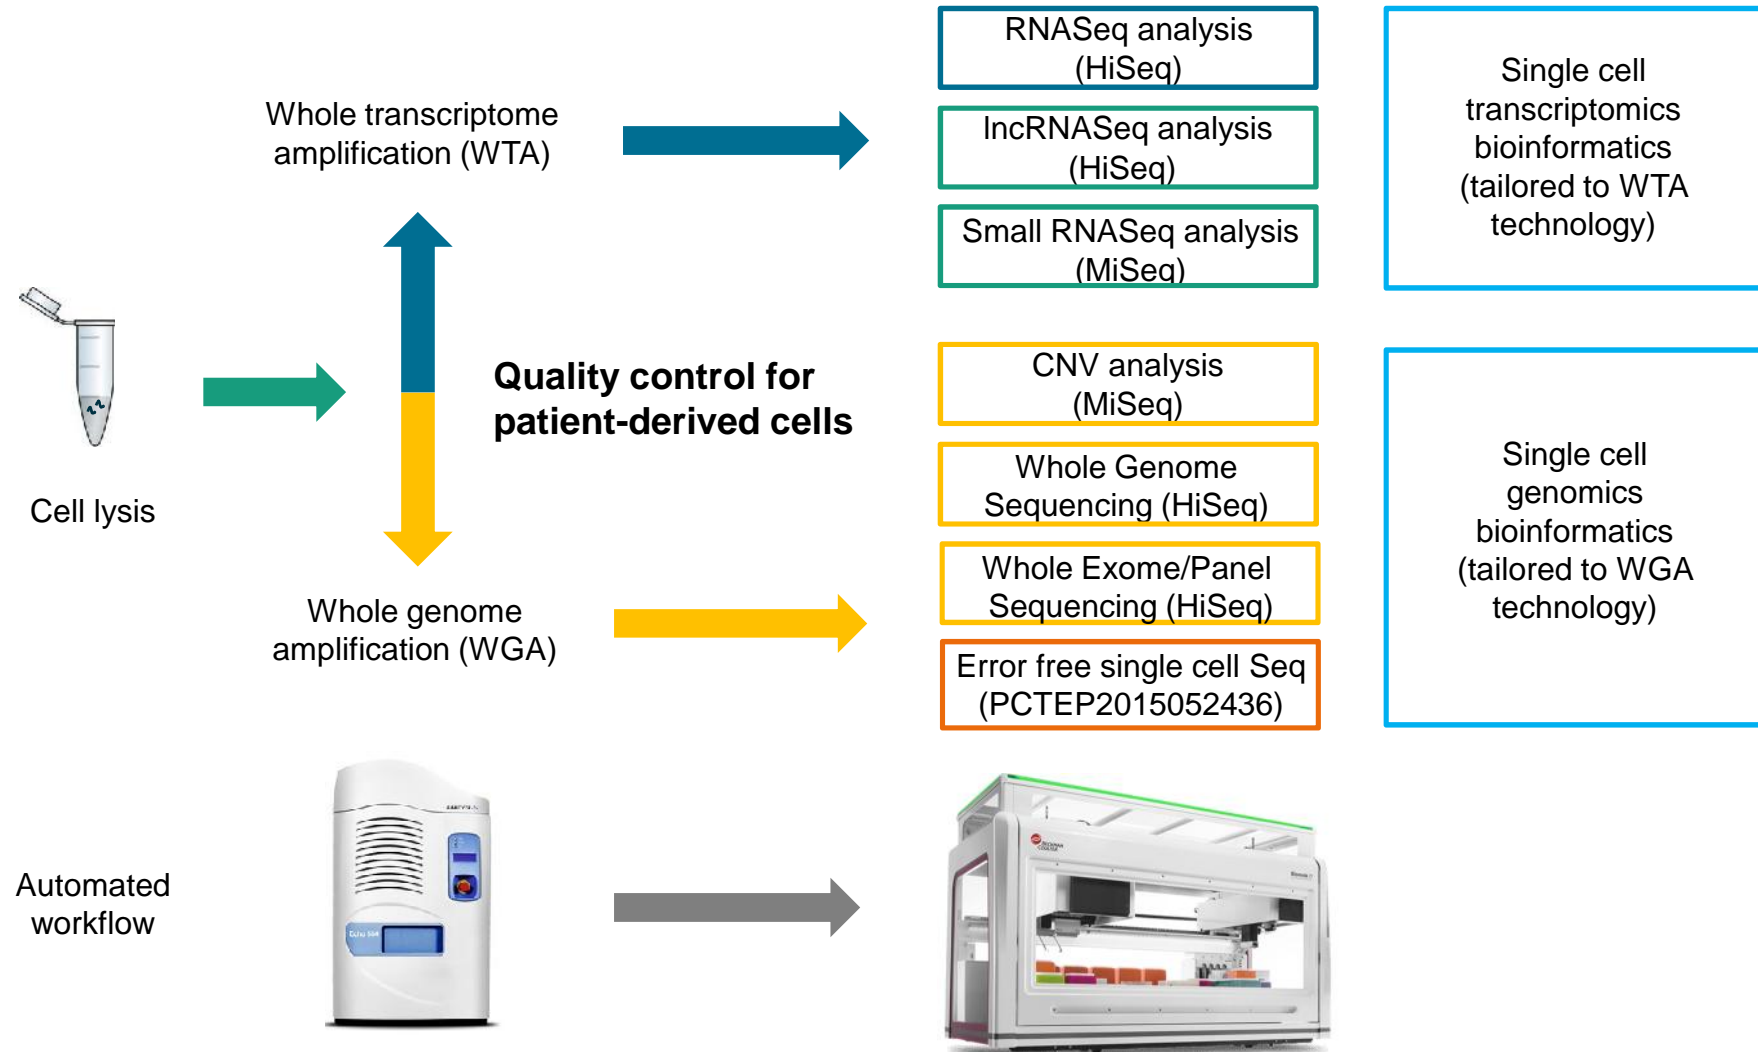 RNASeq analysis
(HiSeq)
Single cell
transcriptomics
bioinformatics
(tailored to WTA
technology)
Whole transcriptome
amplification (WTA)
lncRNASeq analysis
(HiSeq)
Small RNASeq analysis
(MiSeq)
Quality control for
patient-derived cells
Cell lysis
CNV analysis
(MiSeq)
Whole Genome
Sequencing (HiSeq)
Whole Exome/Panel
Sequencing (HiSeq)
Error free single cell Seq
(PCTEP2015052436)
Single cell
genomics
bioinformatics
(tailored to WGA
technology)
Whole genome
amplification (WGA)
Automated
workflow
BECKMAN
COULTER